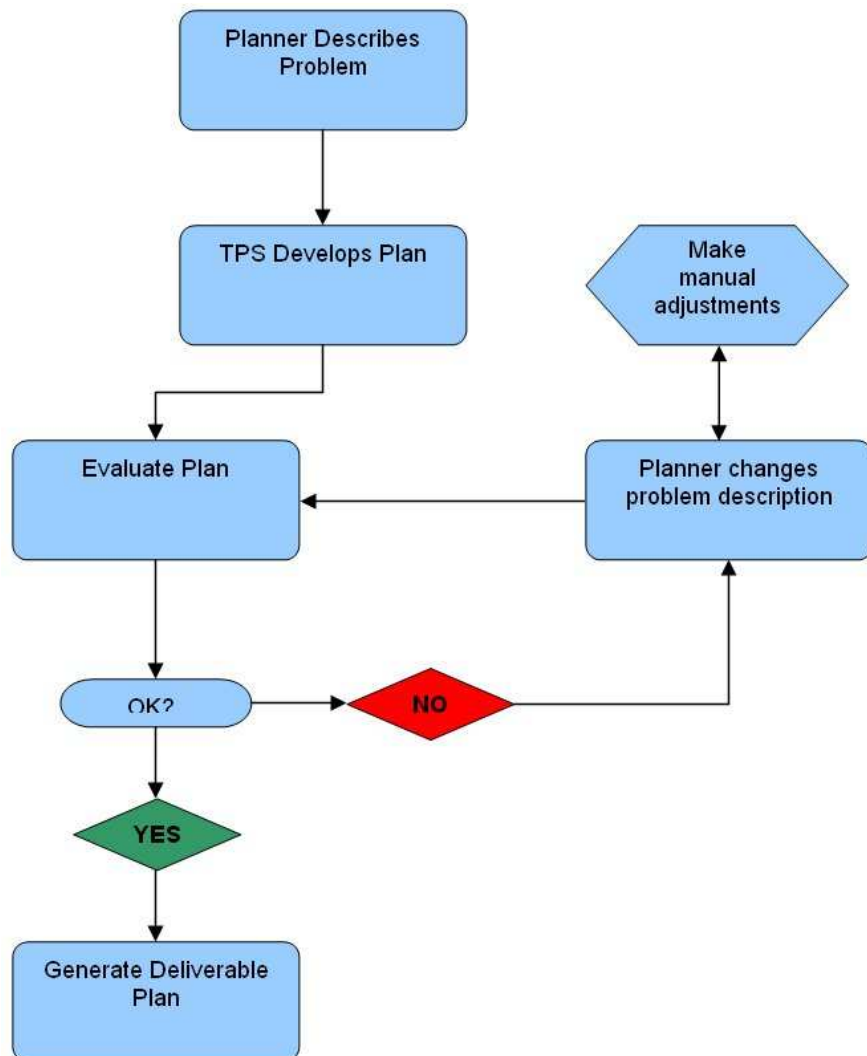 Planner Describes
Problem
TPS Develops Plan
Make
manual
adjustments
Evaluate Plan
Planner changes
problem description
OK?
NO
YES
Generate Deliverable
Plan